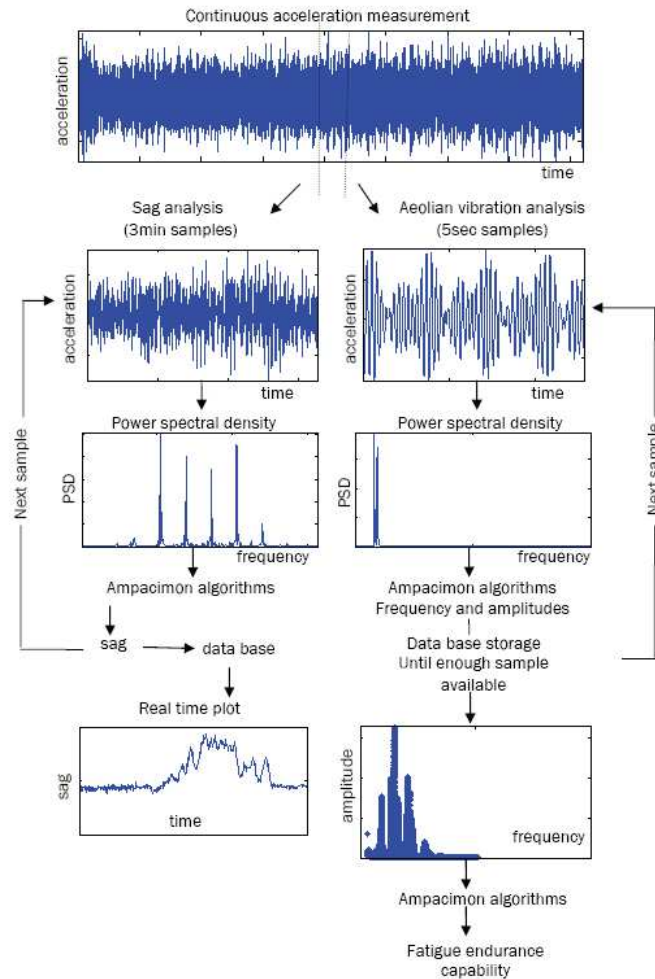 Continuous acceleration measurement
acceleration
time
Sag analysis
(3min samples)
Aeolian vibration analysis
(5sec samples)
acceleration
time
acceleration
time
Next sample
Next sample
Power spectral density
PSD
frequency
Power spectral density
PSD
frequency
Ampacimon algorithms
Ampacimon algorithms
Frequency and amplitudes
sag
data base
Data base storage
Until enough sample
available
Real time plot
sag
time
amplitude
frequency
Ampacimon algorithms
Fatigue endurance
capability